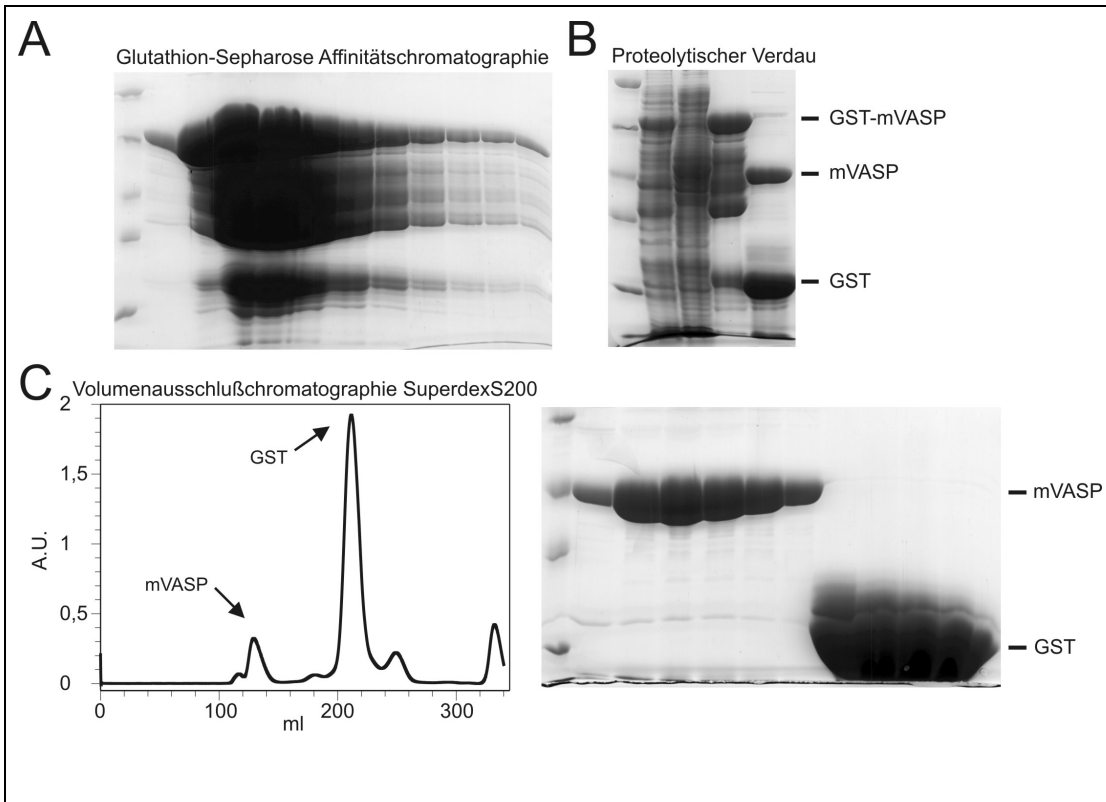 A
Glutathion-Sepharose Affinitätschromatographie
B
Proteolytischer Verdau
GST-mVASP
mVASP
GST
C
Volumenausschlußchromatographie SuperdexS200
2
1,5
1
0,5
0
A.U.
GST
mVASP
0
100
200
300
ml
mVASP
GST